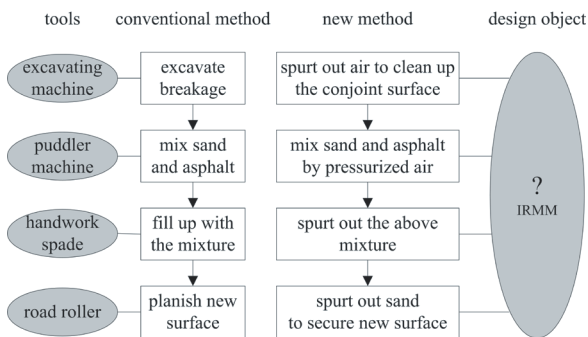 tools conventional method new method design object
excavating
machine
excavate
breakage
spurt out air to clean up
the conjoint surface
puddler
machine
mix sand
and asphalt
mix sand and asphalt
by pressurized air
?
IRMM
handwork
spade
fill up with
the mixture
spurt out the above
mixture
road roller
planish new
surface
spurt out sand
to secure new surface